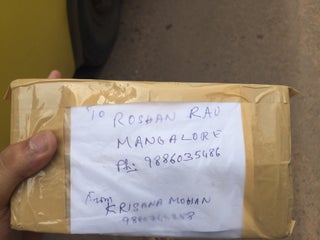 To
ROSHAN RAO
MANGALORE
Ph: 9886035486
From
KRISHNA MOHAN